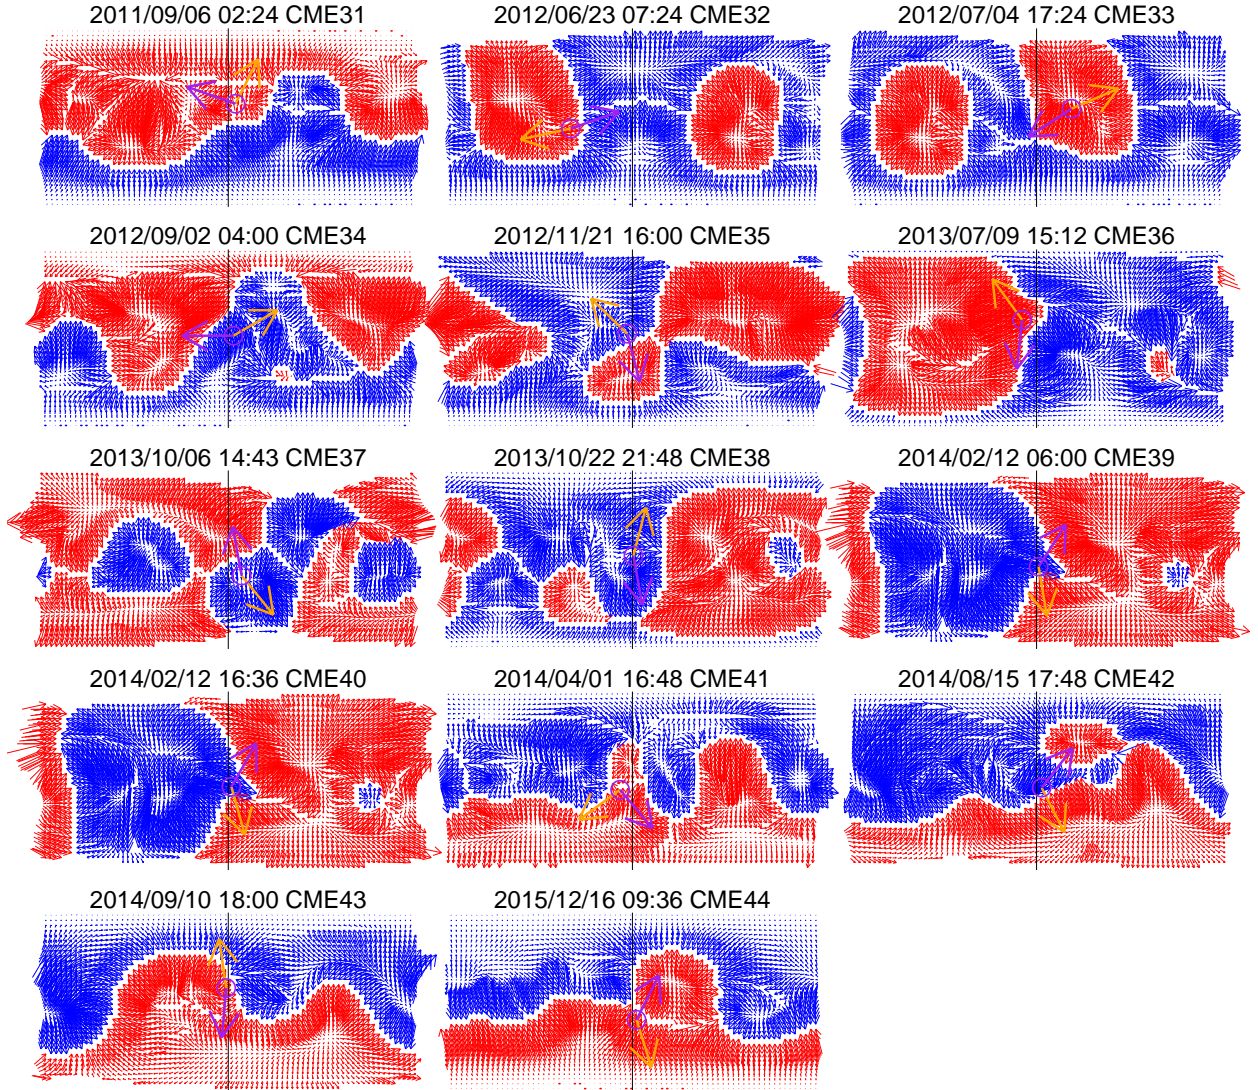 2011/09/06 02:24 CME31
2012/06/23 07:24 CME32
2012/07/04 17:24 CME33
2012/09/02 04:00 CME34
2012/11/21 16:00 CME35
2013/07/09 15:12 CME36
2013/10/06 14:43 CME37
2013/10/22 21:48 CME38
2014/02/12 06:00 CME39
2014/02/12 16:36 CME40
2014/04/01 16:48 CME41
2014/08/15 17:48 CME42
2014/09/10 18:00 CME43
2015/12/16 09:36 CME44